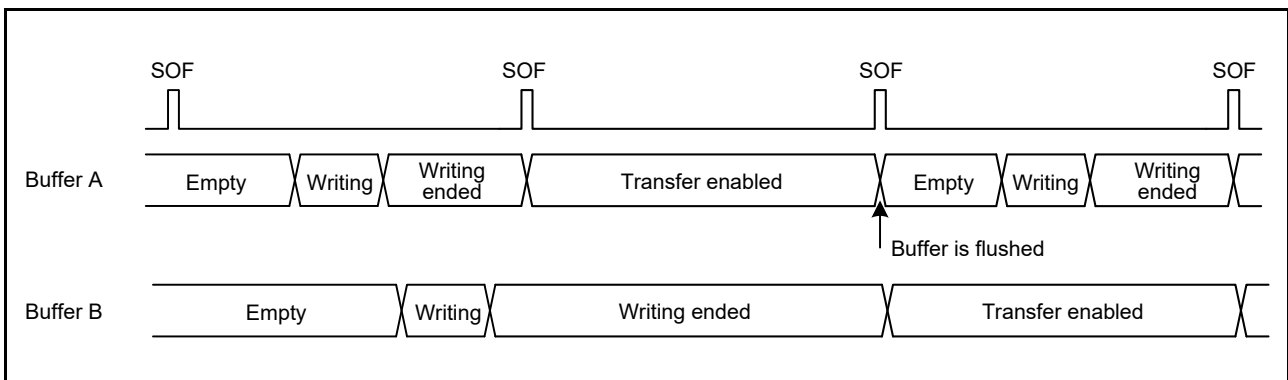 SOF SOF SOF SOF
Buffer A Empty Writing Writing ended Transfer enabled Empty Writing Writing ended
Buffer is flushed
Buffer B Empty Writing Writing ended Transfer enabled